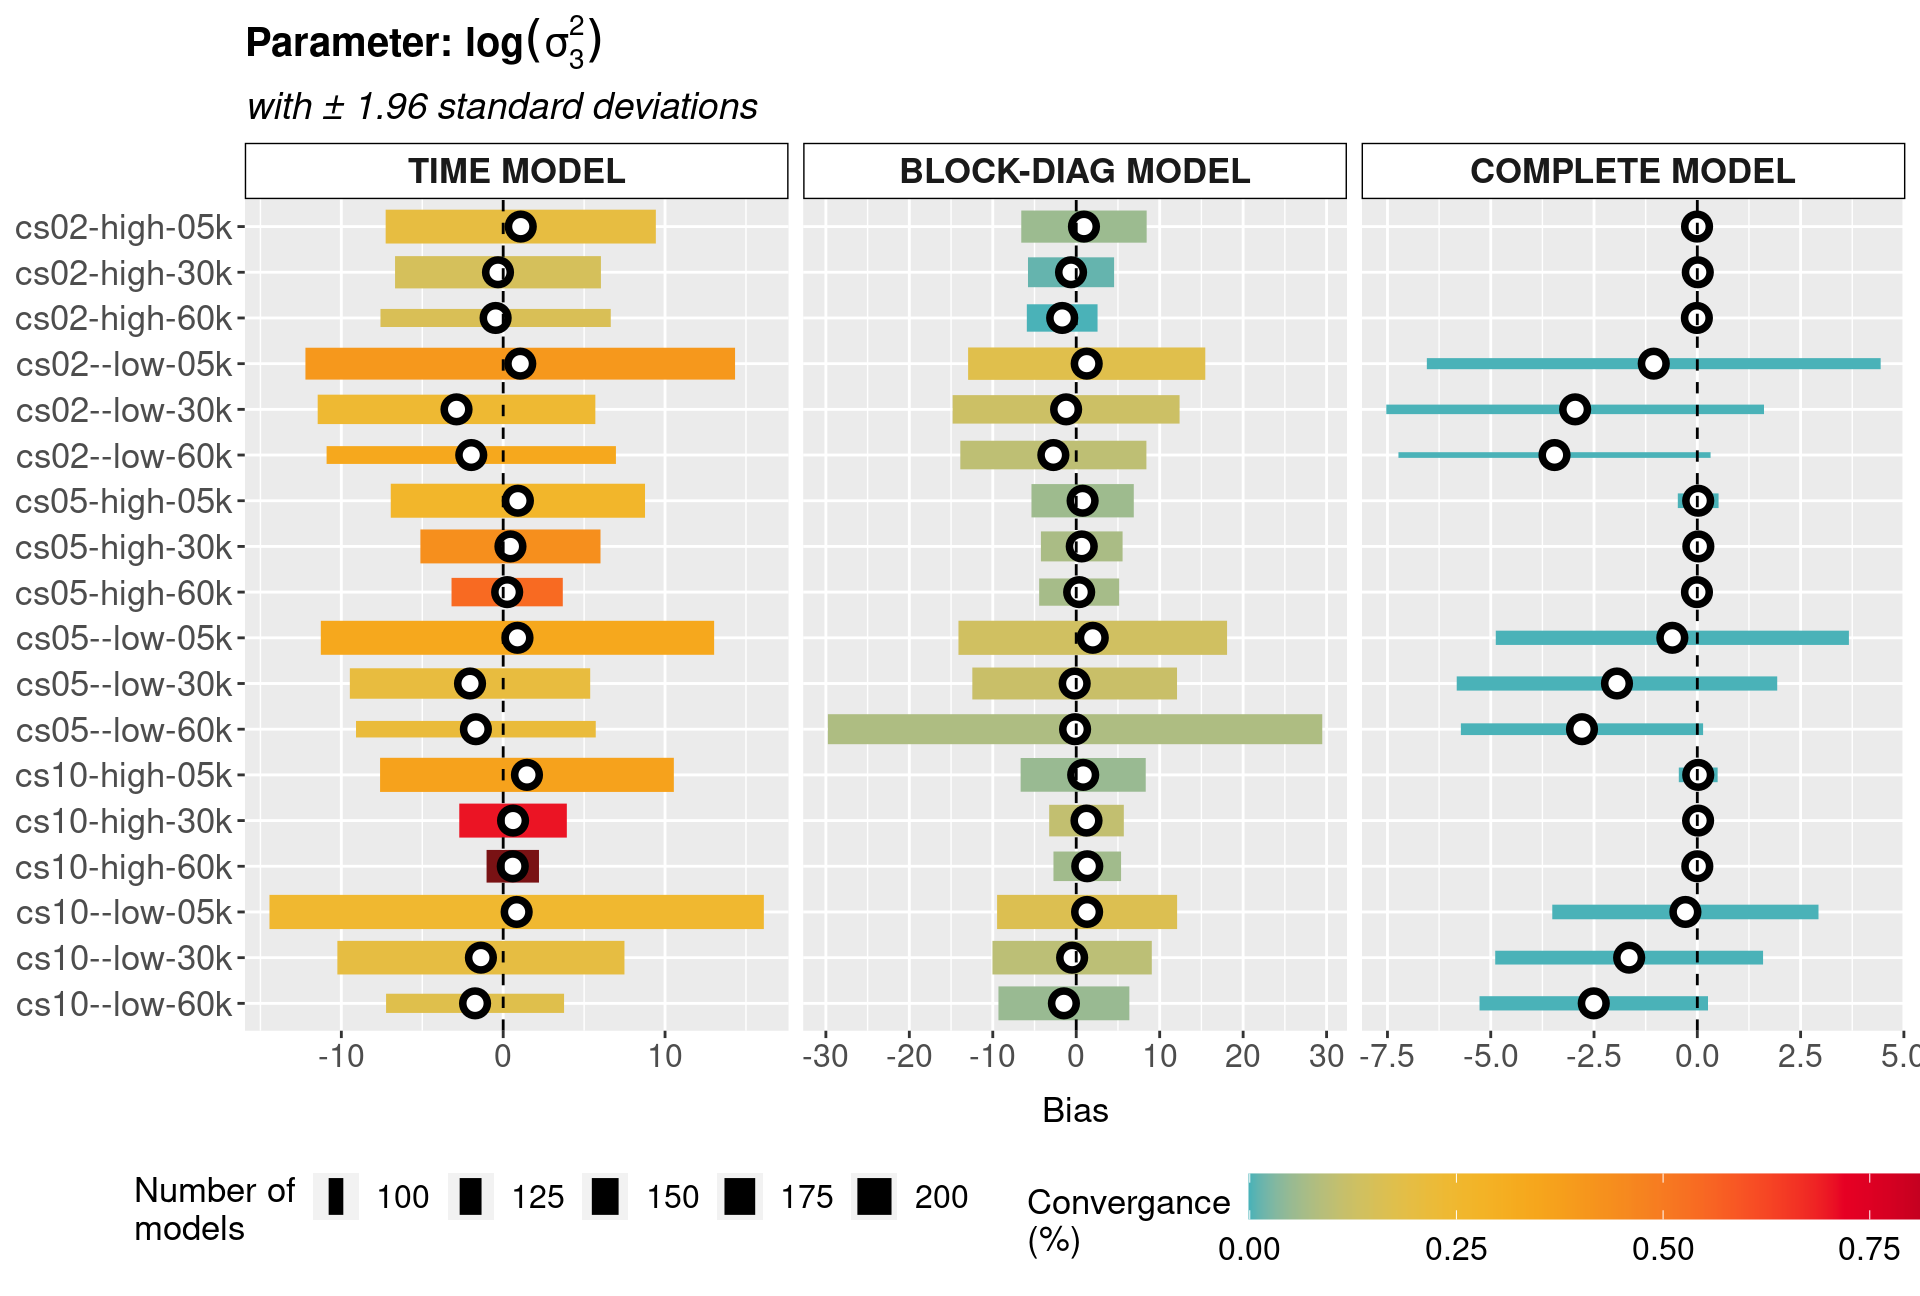 Parameter: log(σ₃²)
with ± 1.96 standard deviations
TIME MODEL BLOCK-DIAG MODEL COMPLETE MODEL
cs02-high-05k
cs02-high-30k
cs02-high-60k
cs02--low-05k
cs02--low-30k
cs02--low-60k
cs05-high-05k
cs05-high-30k
cs05-high-60k
cs05--low-05k
cs05--low-30k
cs05--low-60k
cs10-high-05k
cs10-high-30k
cs10-high-60k
cs10--low-05k
cs10--low-30k
cs10--low-60k
-10 0 10 -30 -20 -10 0 10 20 30 -7.5 -5.0 -2.5 0.0 2.5 5.0
Bias
Number of
models
100 125 150 175 200
Convergance
(%)
0.00 0.25 0.50 0.75